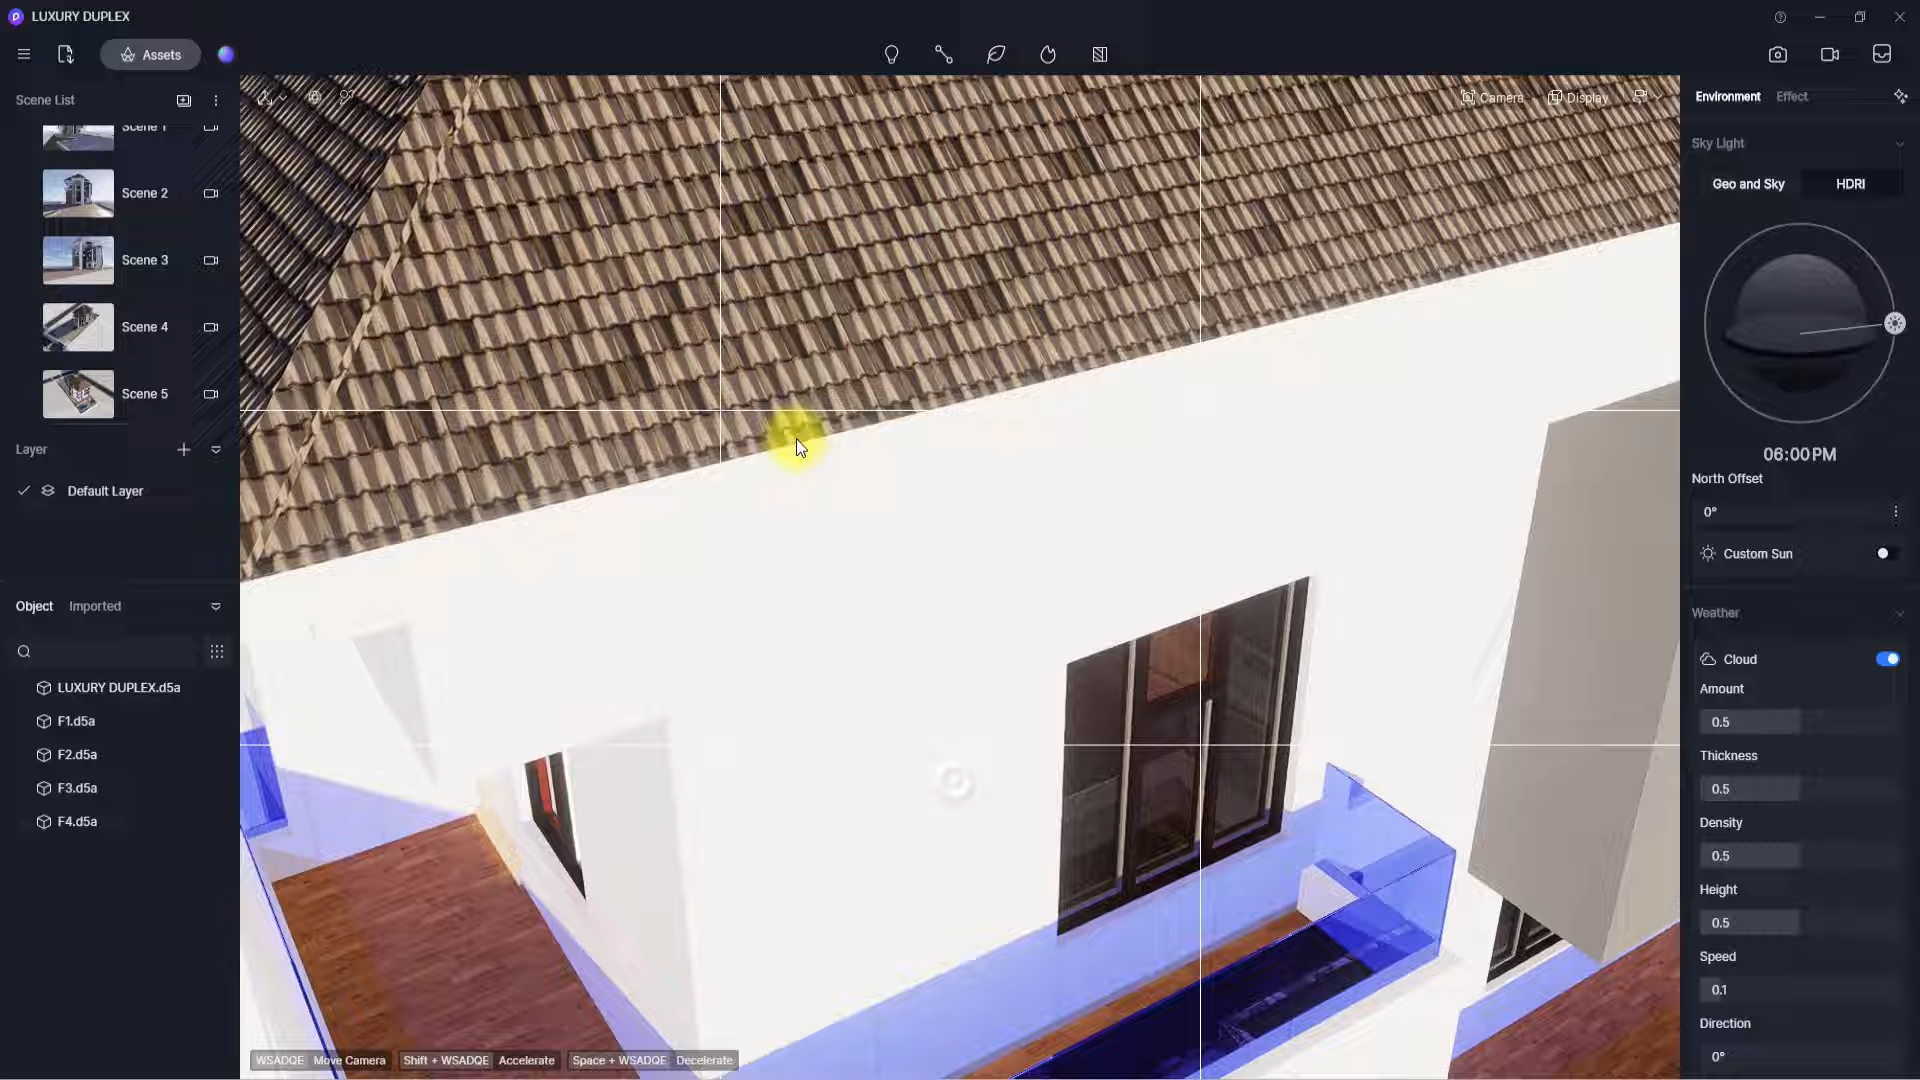 LUXURY DUPLEX
Assets
Scene List
Scene 1
Scene 2
Scene 3
Scene 4
Scene 5
Layer
Default Layer
Object Imported
LUXURY DUPLEX.d5a
F1.d5a
F2.d5a
F3.d5a
F4.d5a
Camera Display
WSADQE Move Camera Shift + WSADQE Accelerate Space + WSADQE Decelerate
Environment Effect
Sky Light
Geo and Sky HDRI
06:00PM
North Offset
0°
Custom Sun
Weather
Cloud
Amount
0.5
Thickness
0.5
Density
0.5
Height
0.5
Speed
0.1
Direction
0°